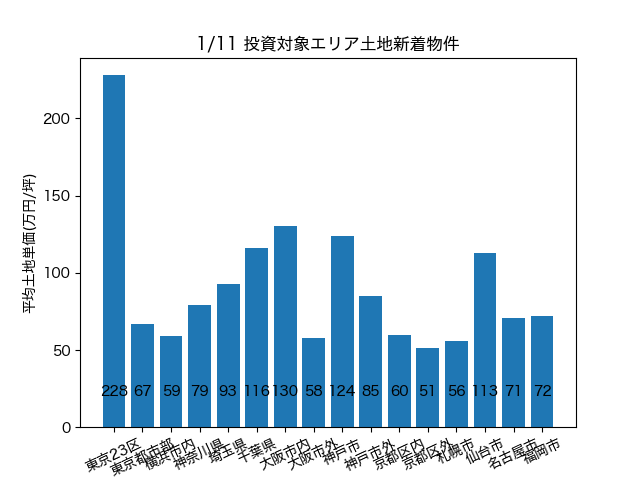 1/11 投資対象エリア土地新着物件
平均土地単価(万円/坪)
200
150
100
50
0
228 67 59 79 93 116 130 58 124 85 60 51 56 113 71 72
東京23区
東京都市部
横浜市内
神奈川県
埼玉県
千葉県
大阪市内
大阪市外
神戸市
神戸市外
京都区内
京都区外
札幌市
仙台市
名古屋市
福岡市